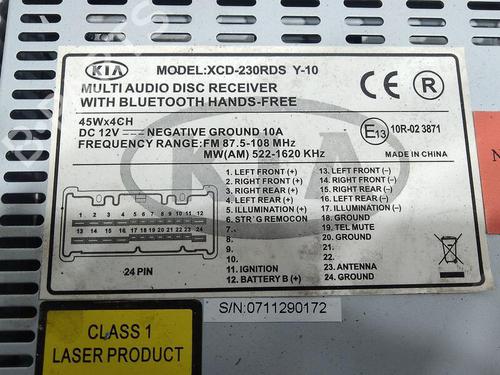 KIA
MODEL:XCD-230RDS Y-10
MULTI AUDIO DISC RECEIVER
WITH BLUETOOTH HANDS-FREE
45Wx4CH
DC 12V NEGATIVE GROUND 10A
FREQUENCY RANGE:FM 87.5-108 MHz
MW(AM) 522-1620 KHz
CE R
E13 10R-02 3871
MADE IN CHINA
1. LEFT FRONT (+)
2. RIGHT FRONT (+)
3. RIGHT REAR (+)
4. LEFT REAR (+)
5. ILLUMINATION (+)
6. STR`G REMOCON
7.
8.
9.
10.
11. IGNITION
12. BATTERY B (+)
13. LEFT FRONT (−)
14. RIGHT FRONT (−)
15. RIGHT REAR (−)
16. LEFT REAR (−)
17. ILLUMINATION (−)
18. GROUND
19. TEL MUTE
20. GROUND
21.
22.
23. ANTENNA
24. GROUND
1 2 3 4 5 6 7 8 9 10 11 12
13 14 15 16 17 18 19 20 21 22 23 24
24 PIN
KIA
S/N:0711290172
CLASS 1
LASER PRODUCT